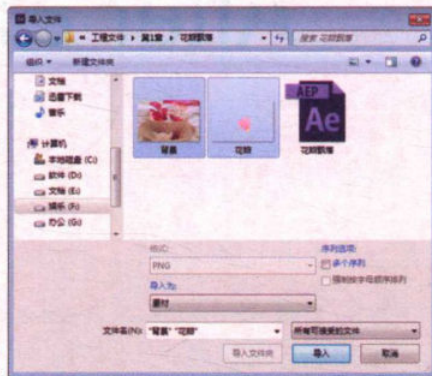 导入文件
« 工程文件 ▸ 第1章 ▸ 花瓣飘落
搜索 花瓣飘落
组织 ▾ 新建文件夹
文档
迅雷下载
音乐
计算机
本地磁盘 (C:)
软件 (D:)
文档 (E:)
娱乐 (F:)
办公 (G:)
背景
花瓣
AEP
Ae
花瓣飘落
格式:
PNG
序列选项:
多个序列
强制按字母顺序排列
导入为:
素材
文件名(N): "背景" "花瓣"
所有可接受的文件
导入文件夹
导入
取消